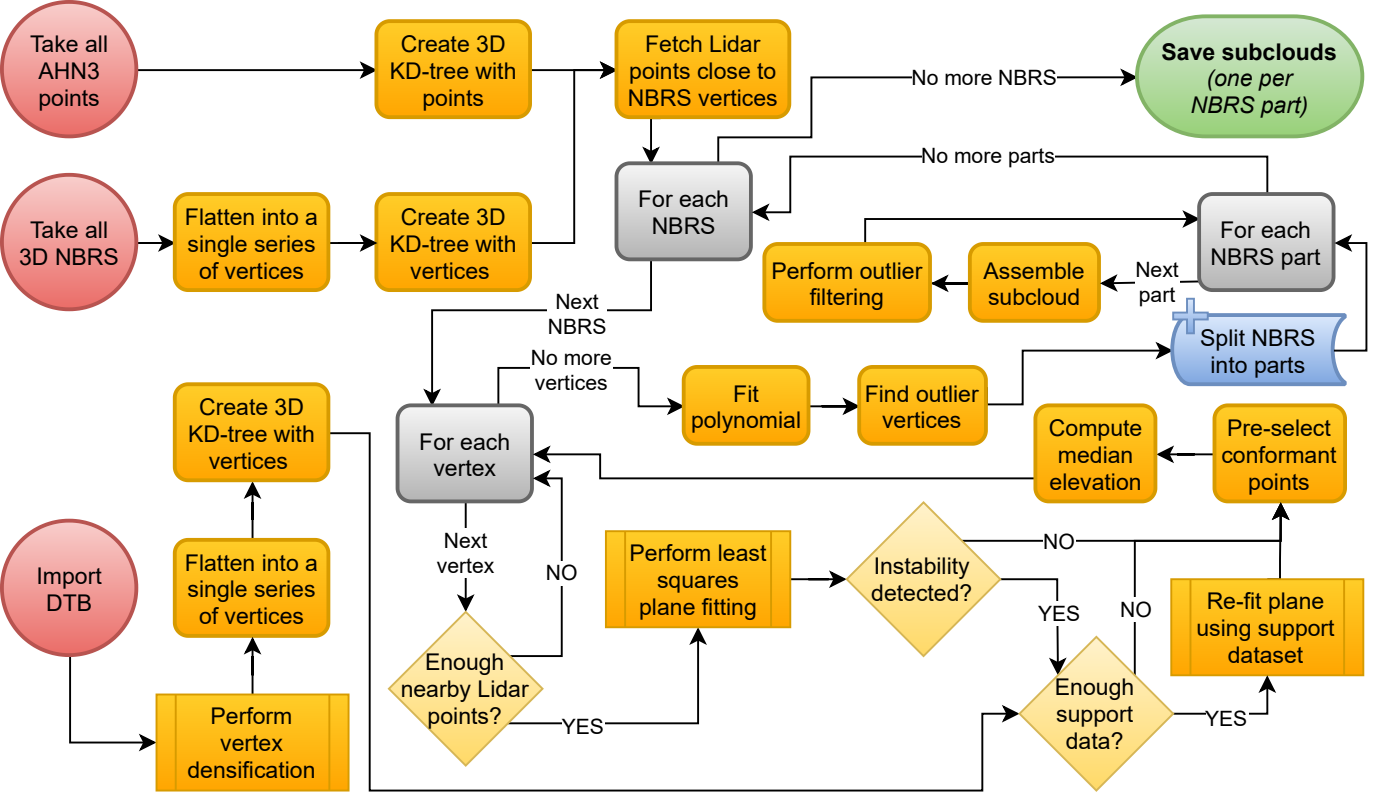 Take all
AHN3
points
Create 3D
KD-tree with
points
Fetch Lidar
points close to
NBRS vertices
No more NBRS
Save subclouds
(one per
NBRS part)
No more parts
Take all
3D NBRS
Flatten into a
single series
of vertices
Create 3D
KD-tree with
vertices
For each
NBRS
For each
NBRS part
Perform outlier
filtering
Assemble
subcloud
Next
part
Next
NBRS
Split NBRS
into parts
No more
vertices
Fit
polynomial
Find outlier
vertices
Create 3D
KD-tree with
vertices
For each
vertex
Compute
median
elevation
Pre-select
conformant
points
Next
vertex
NO
Perform least
squares
plane fitting
Instability
detected?
NO
YES
NO
Import
DTB
Flatten into a
single series
of vertices
Re-fit plane
using support
dataset
Enough
nearby Lidar
points?
YES
Enough
support
data?
YES
Perform
vertex
densification